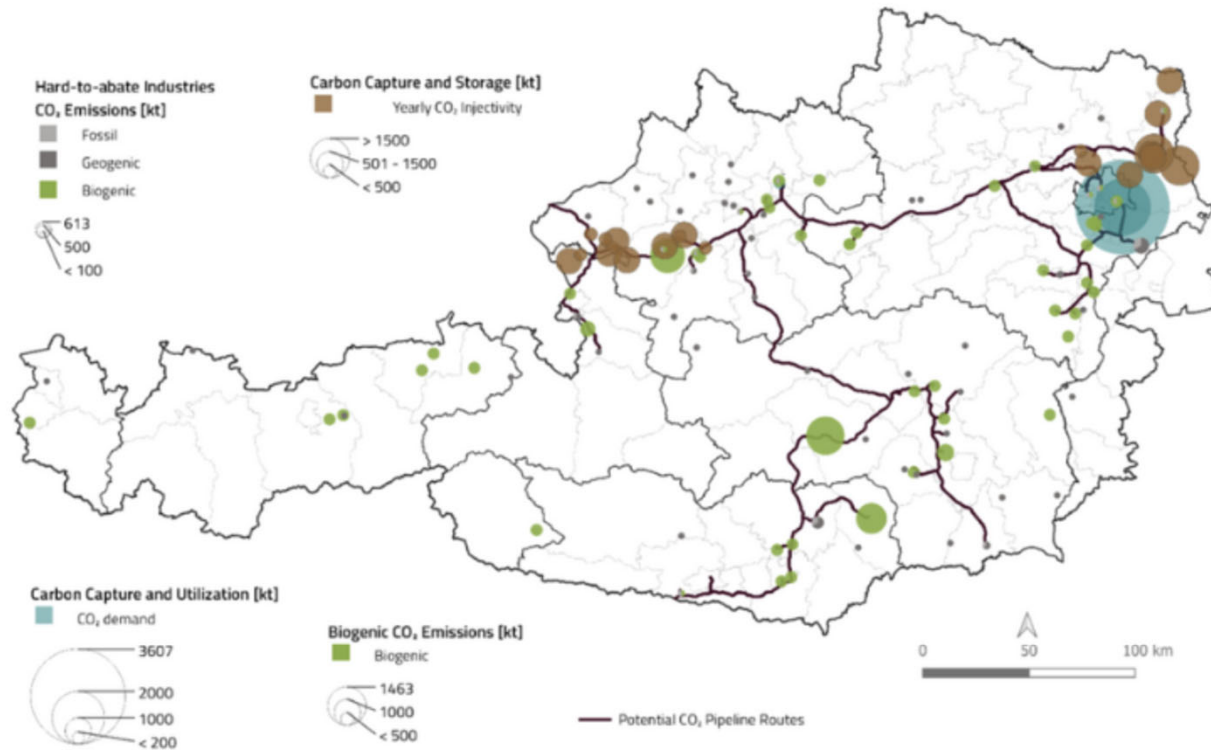 Hard-to-abate Industries
CO₂ Emissions [kt]
Fossil
Geogenic
Biogenic
613
500
< 100
Carbon Capture and Storage [kt]
Yearly CO₂ Injectivity
> 1500
501 - 1500
< 500
Carbon Capture and Utilization [kt]
CO₂ demand
3607
2000
1000
< 200
Biogenic CO₂ Emissions [kt]
Biogenic
1463
1000
< 500
Potential CO₂ Pipeline Routes
0 50 100 km